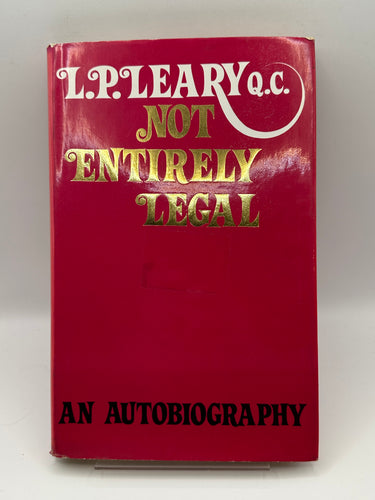 L.P. LEARY Q.C.
NOT
ENTIRELY
LEGAL
AN AUTOBIOGRAPHY